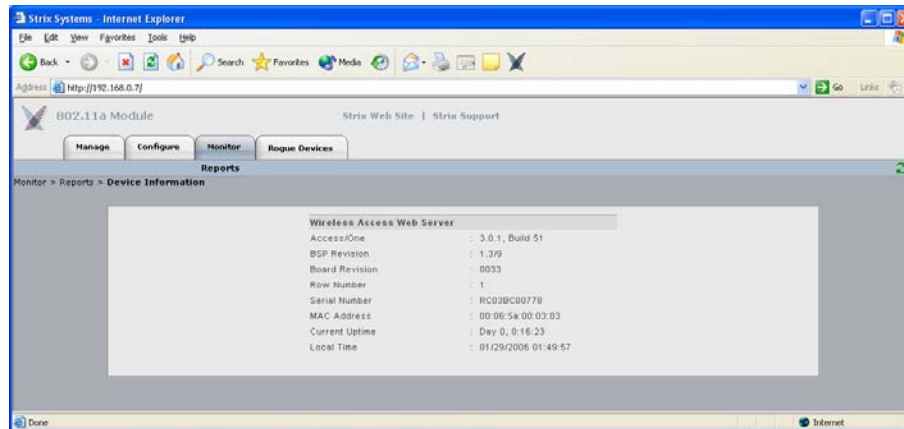 Strix Systems - Internet Explorer
File Edit View Favorites Tools Help
Back Search Favorites Media
Address http://192.168.0.7/ Go Links
802.11a Module Strix Web Site | Strix Support
Manage Configure Monitor Rogue Devices
Reports
Monitor > Reports > Device Information
Wireless Access Web Server
Access/One : 3.0.1, Build 51
BSP Revision : 1.3/9
Board Revision : 0033
Row Number : 1
Serial Number : RC03BC00778
MAC Address : 00:06:5a:00:03:83
Current Uptime : Day 0, 0:16:23
Local Time : 01/29/2006 01:49:57
Done Internet